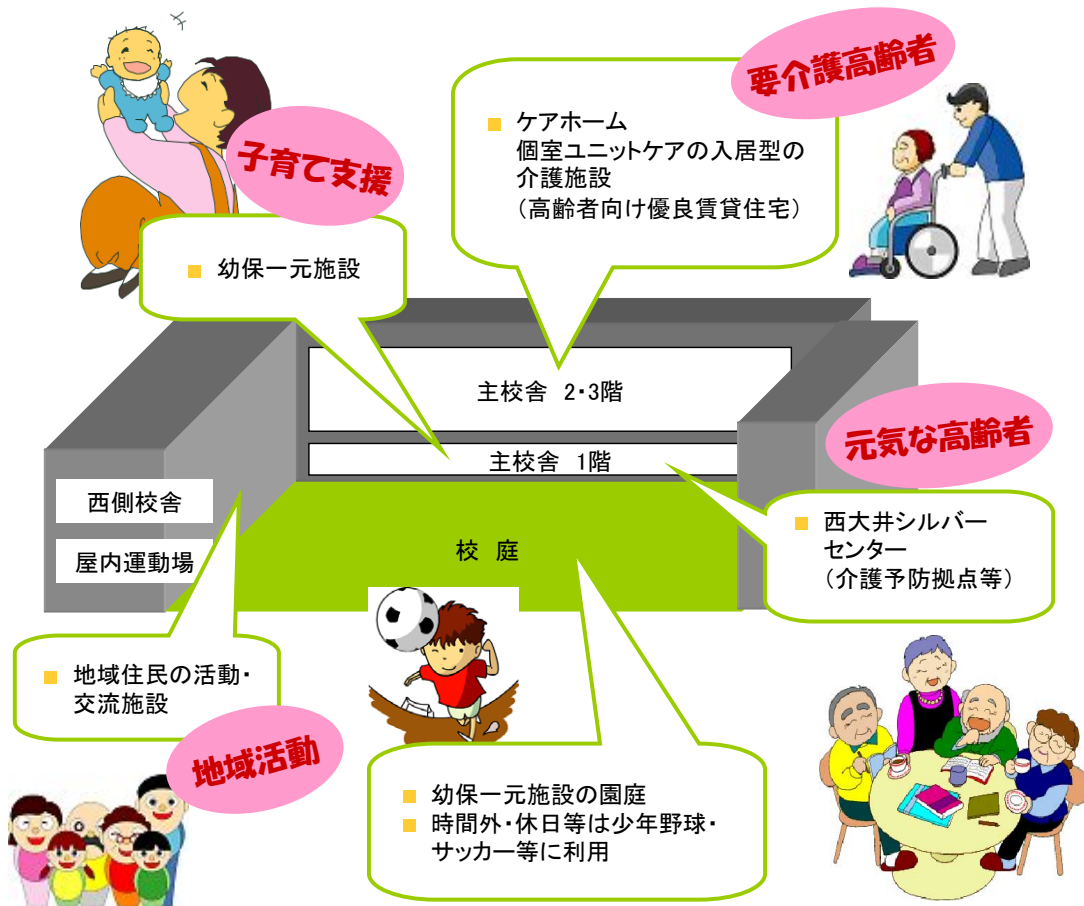 要介護高齢者
■ ケアホーム
個室ユニットケアの入居型の
介護施設
（高齢者向け優良賃貸住宅）
子育て支援
■ 幼保一元施設
主校舎 2・3階
主校舎 1階
元気な高齢者
■ 西大井シルバー
センター
（介護予防拠点等）
西側校舎
屋内運動場
校 庭
■ 地域住民の活動・
交流施設
地域活動
■ 幼保一元施設の園庭
■ 時間外・休日等は少年野球・
サッカー等に利用